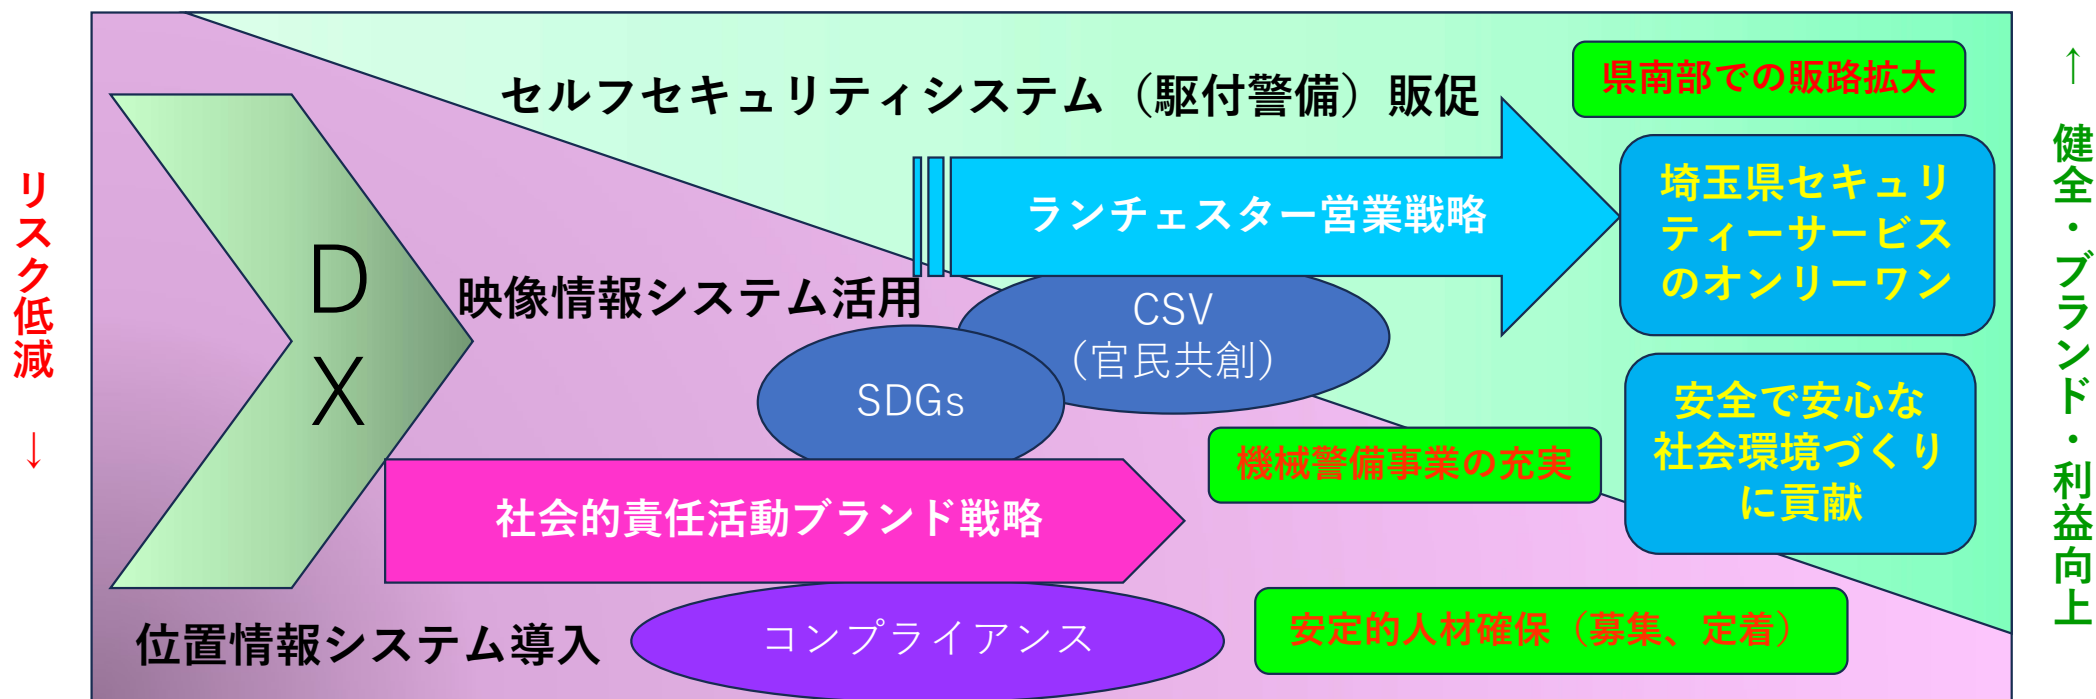 リスク低減 ↓
セルフセキュリティシステム（駆付警備）販促
県南部での販路拡大
ランチェスター営業戦略
埼玉県セキュリ
ティーサービス
のオンリーワン
D
X
映像情報システム活用
CSV
（官民共創）
SDGs
安全で安心な
社会環境づくり
に貢献
機械警備事業の充実
社会的責任活動ブランド戦略
位置情報システム導入
コンプライアンス
安定的人材確保（募集、定着）
↑ 健全・ブランド・利益向上